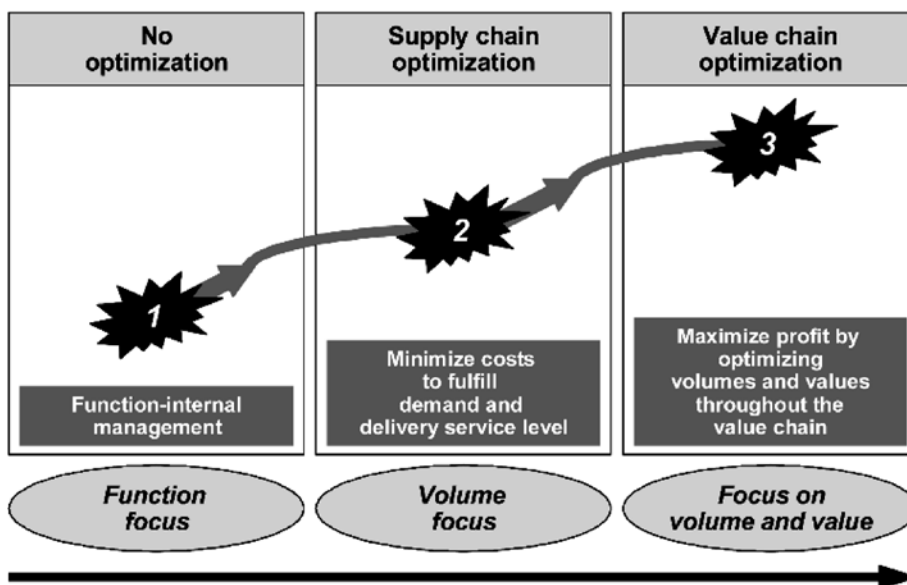 No
optimization
Supply chain
optimization
Value chain
optimization
1
2
3
Function-internal
management
Minimize costs
to fulfill
demand and
delivery service level
Maximize profit by
optimizing
volumes and values
throughout the
value chain
Function
focus
Volume
focus
Focus on
volume and value